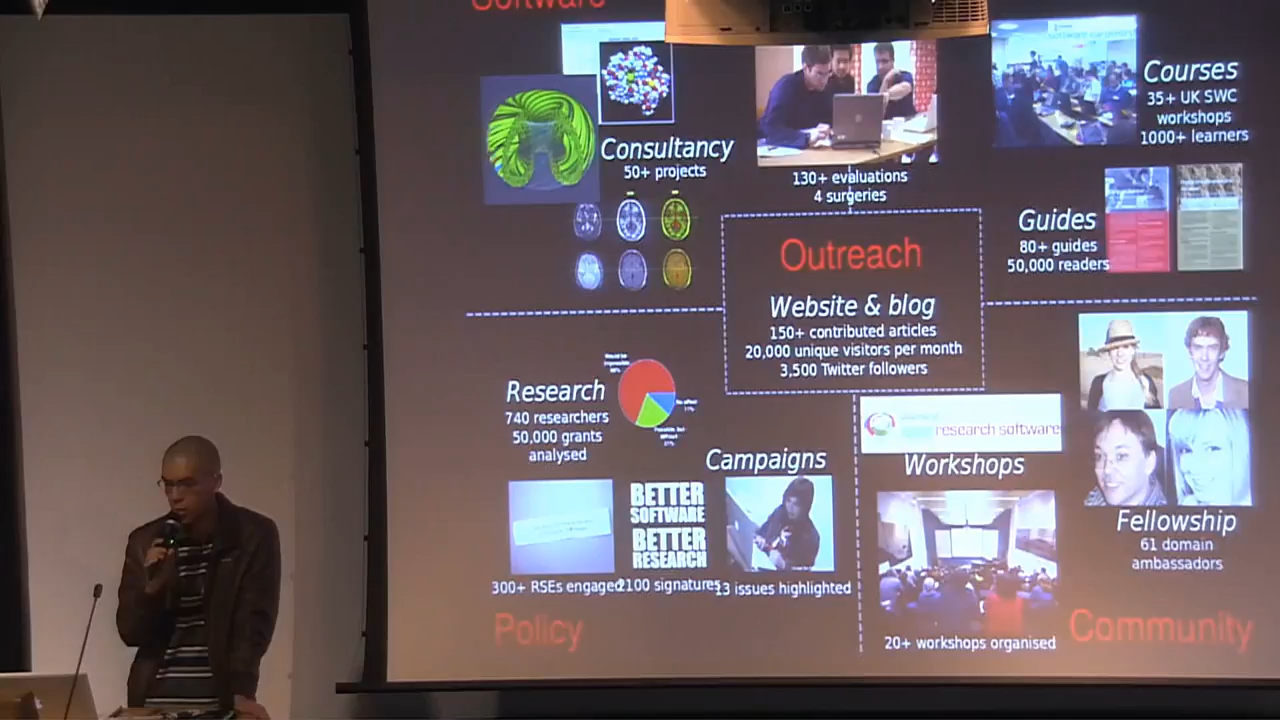 Software
Consultancy
50+ projects
130+ evaluations
4 surgeries
Courses
35+ UK SWC
workshops
1000+ learners
Guides
80+ guides
50,000 readers
Outreach
Website & blog
150+ contributed articles
20,000 unique visitors per month
3,500 Twitter followers
Research
740 researchers
50,000 grants
analysed
Campaigns
BETTER
SOFTWARE
BETTER
RESEARCH
300+ RSEs engaged
2100 signatures
13 issues highlighted
Policy
research software
Workshops
20+ workshops organised
Fellowship
61 domain
ambassadors
Community